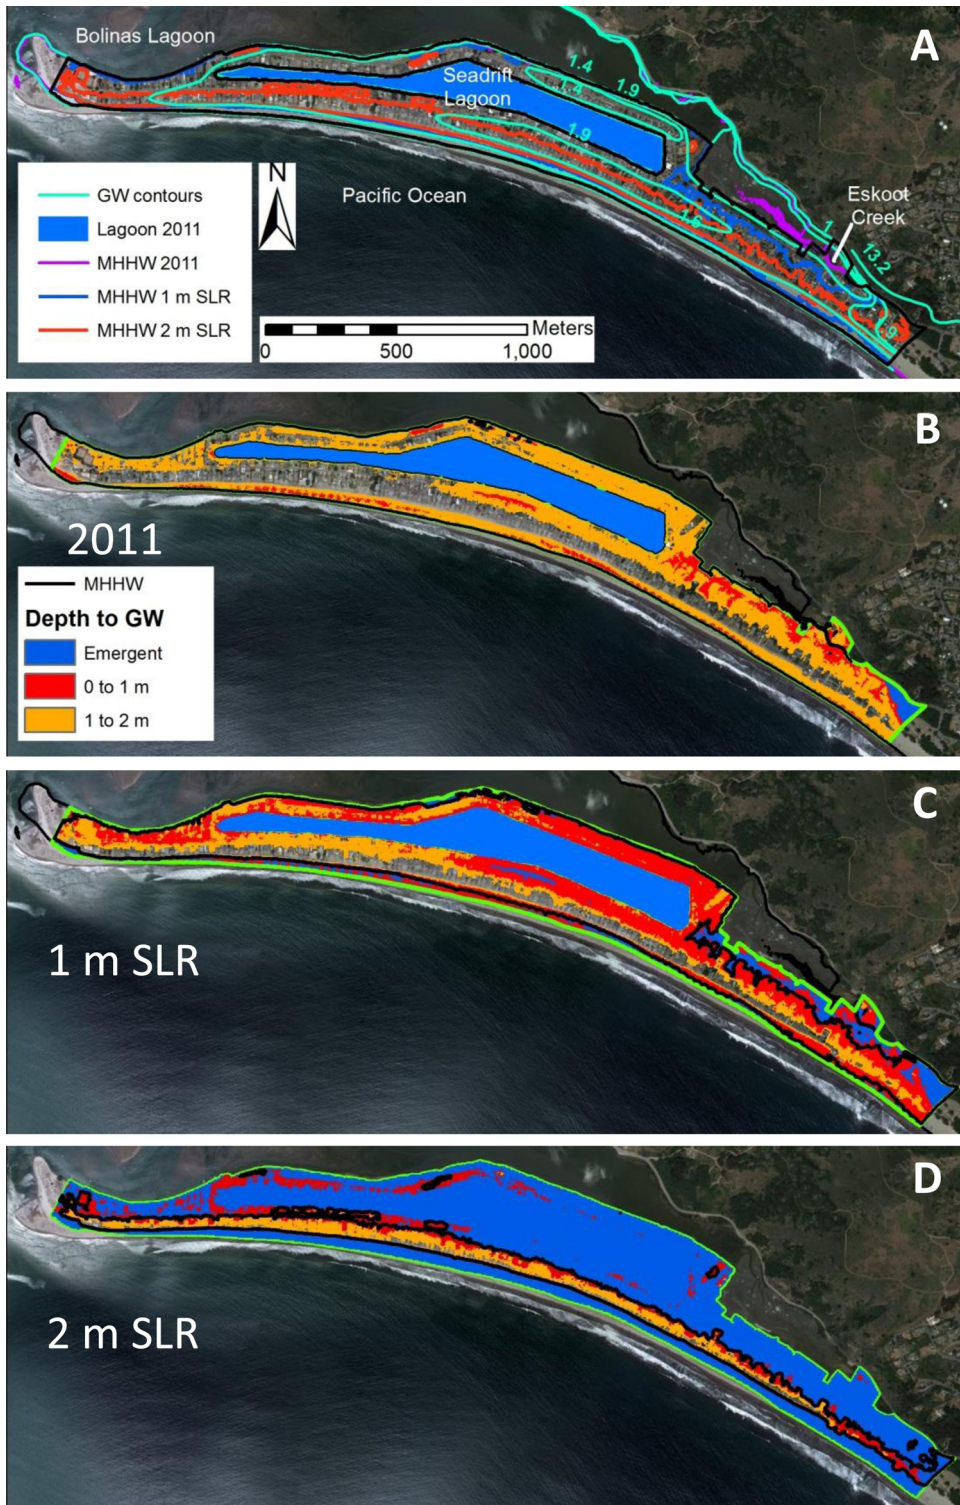 Bolinas Lagoon
A
Seadrift
Lagoon
1.4
1.9
1.4
1.9
N
Pacific Ocean
Eskoot
Creek
1.6
1
13.2
9
GW contours
Lagoon 2011
MHHW 2011
MHHW 1 m SLR
MHHW 2 m SLR
Meters
0 500 1,000
B
2011
MHHW
Depth to GW
Emergent
0 to 1 m
1 to 2 m
C
1 m SLR
D
2 m SLR